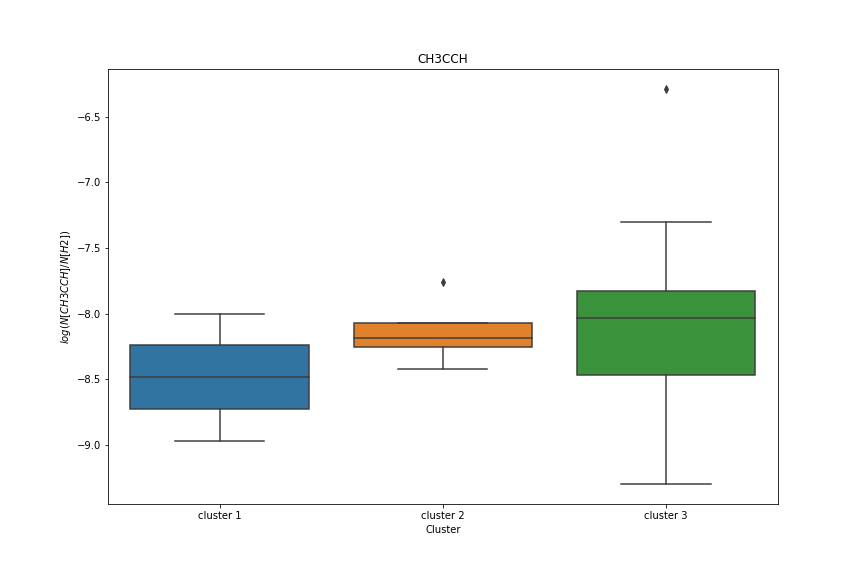 CH3CCH
log(N[CH3CCH]/N[H2])
−6.5
−7.0
−7.5
−8.0
−8.5
−9.0
cluster 1
cluster 2
cluster 3
Cluster